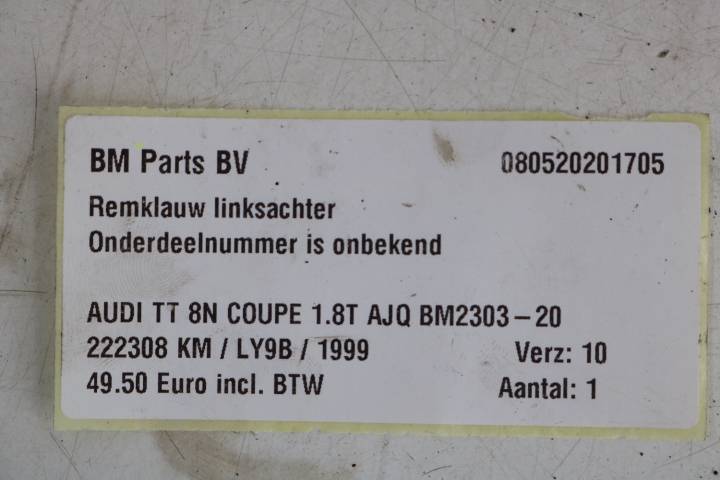 BM Parts BV 080520201705
Remklauw linksachter
Onderdeelnummer is onbekend
AUDI TT 8N COUPE 1.8T AJQ BM2303-20
222308 KM / LY9B / 1999 Verz: 10
49.50 Euro incl. BTW Aantal: 1